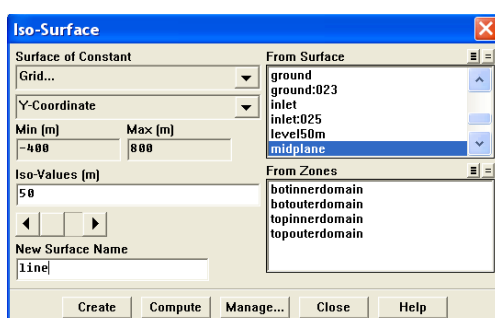 Iso-Surface
Surface of Constant
Grid...
Y-Coordinate
Min (m) Max (m)
-400 800
Iso-Values (m)
50
New Surface Name
line
From Surface
ground
ground:023
inlet
inlet:025
level50m
midplane
From Zones
botinnerdomain
botouterdomain
topinnerdomain
topouterdomain
Create Compute Manage... Close Help